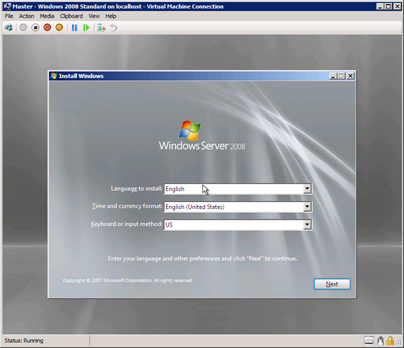 Master - Windows 2008 Standard on localhost - Virtual Machine Connection
File Action Media Clipboard View Help
Install Windows
Windows Server 2008
Language to install: English
Time and currency format: English (United States)
Keyboard or input method: US
Enter your language and other preferences and click "Next" to continue.
Copyright © 2007 Microsoft Corporation. All rights reserved.
Next
Status: Running